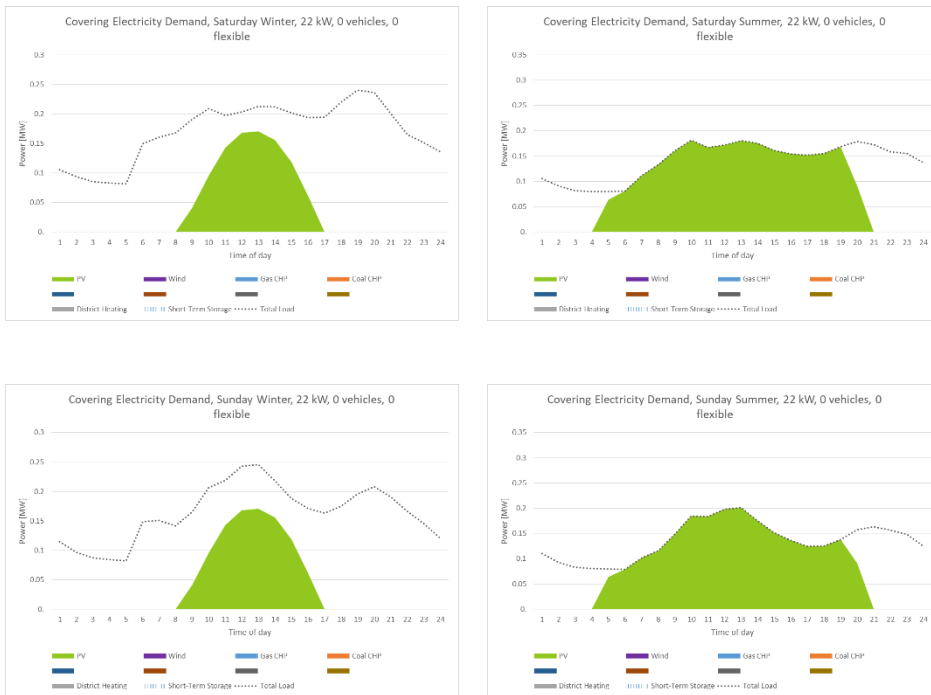 Covering Electricity Demand, Saturday Winter, 22 kW, 0 vehicles, 0
flexible
0.3
0.25
0.2
0.15
0.1
0.05
0.
Power [MW]
1 2 3 4 5 6 7 8 9 10 11 12 13 14 15 16 17 18 19 20 21 22 23 24
Time of day
PV Wind Gas CHP Coal CHP
District Heating Short-Term Storage Total Load
Covering Electricity Demand, Saturday Summer, 22 kW, 0 vehicles, 0
flexible
0.35
0.3
0.25
0.2
0.15
0.1
0.05
0.
Power [MW]
1 2 3 4 5 6 7 8 9 10 11 12 13 14 15 16 17 18 19 20 21 22 23 24
Time of day
PV Wind Gas CHP Coal CHP
District Heating Short-Term Storage Total Load
Covering Electricity Demand, Sunday Winter, 22 kW, 0 vehicles, 0
flexible
0.3
0.25
0.2
0.15
0.1
0.05
0.
Power [MW]
1 2 3 4 5 6 7 8 9 10 11 12 13 14 15 16 17 18 19 20 21 22 23 24
Time of day
PV Wind Gas CHP Coal CHP
District Heating Short-Term Storage Total Load
Covering Electricity Demand, Sunday Summer, 22 kW, 0 vehicles, 0
flexible
0.35
0.3
0.25
0.2
0.15
0.1
0.05
0.
Power [MW]
1 2 3 4 5 6 7 8 9 10 11 12 13 14 15 16 17 18 19 20 21 22 23 24
Time of day
PV Wind Gas CHP Coal CHP
District Heating Short-Term Storage Total Load